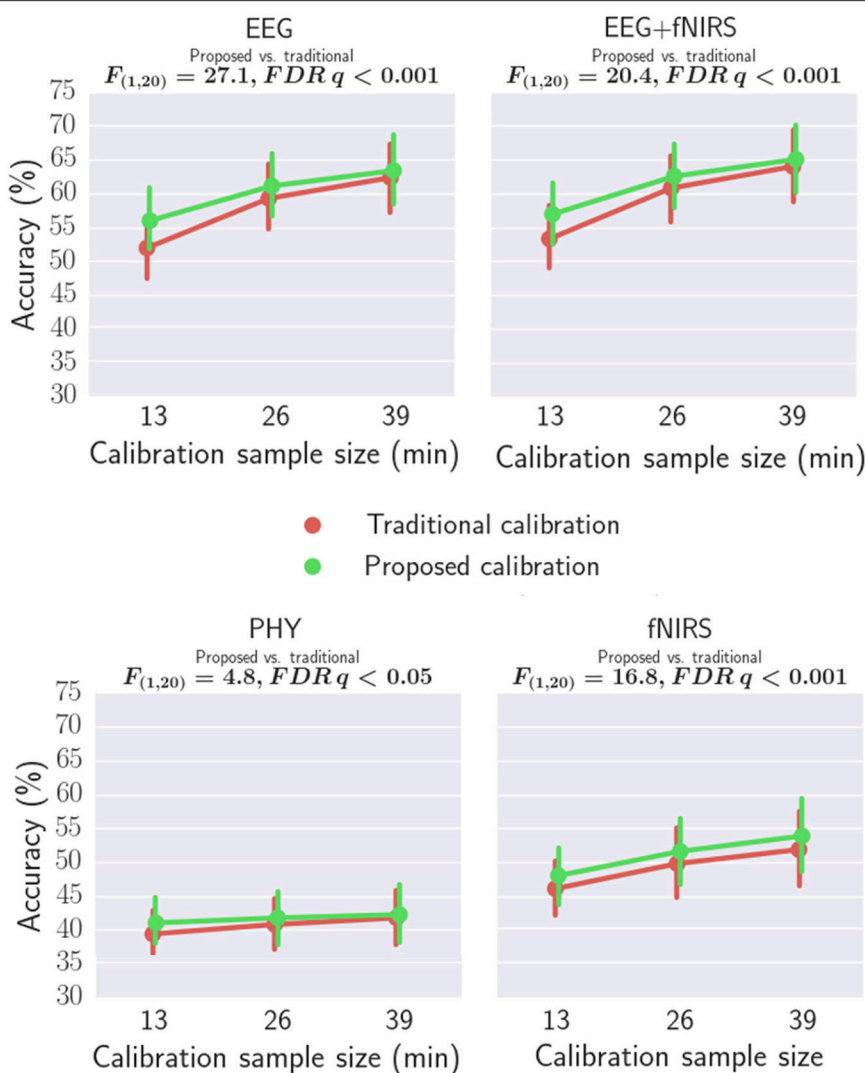 EEG
Proposed vs. traditional
F(1,20) = 27.1, FDR q < 0.001
75
70
65
60
55
50
45
40
35
30
Accuracy (%)
13 26 39
Calibration sample size (min)
EEG+fNIRS
Proposed vs. traditional
F(1,20) = 20.4, FDR q < 0.001
13 26 39
Calibration sample size (min)
Traditional calibration
Proposed calibration
PHY
Proposed vs. traditional
F(1,20) = 4.8, FDR q < 0.05
75
70
65
60
55
50
45
40
35
30
Accuracy (%)
13 26 39
Calibration sample size (min)
fNIRS
Proposed vs. traditional
F(1,20) = 16.8, FDR q < 0.001
13 26 39
Calibration sample size